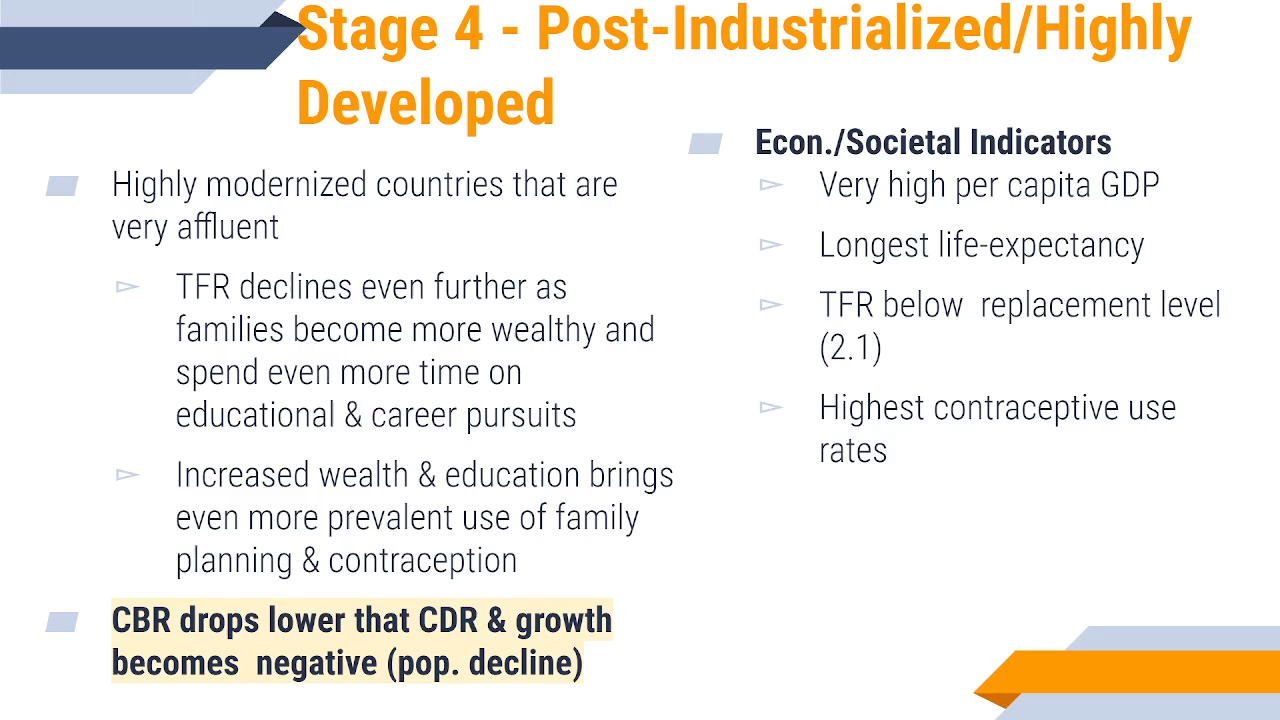 Stage 4 - Post-Industrialized/Highly
Developed
Highly modernized countries that are
very affluent
TFR declines even further as
families become more wealthy and
spend even more time on
educational & career pursuits
Increased wealth & education brings
even more prevalent use of family
planning & contraception
CBR drops lower that CDR & growth
becomes  negative (pop. decline)
Econ./Societal Indicators
Very high per capita GDP
Longest life-expectancy
TFR below  replacement level
(2.1)
Highest contraceptive use
rates